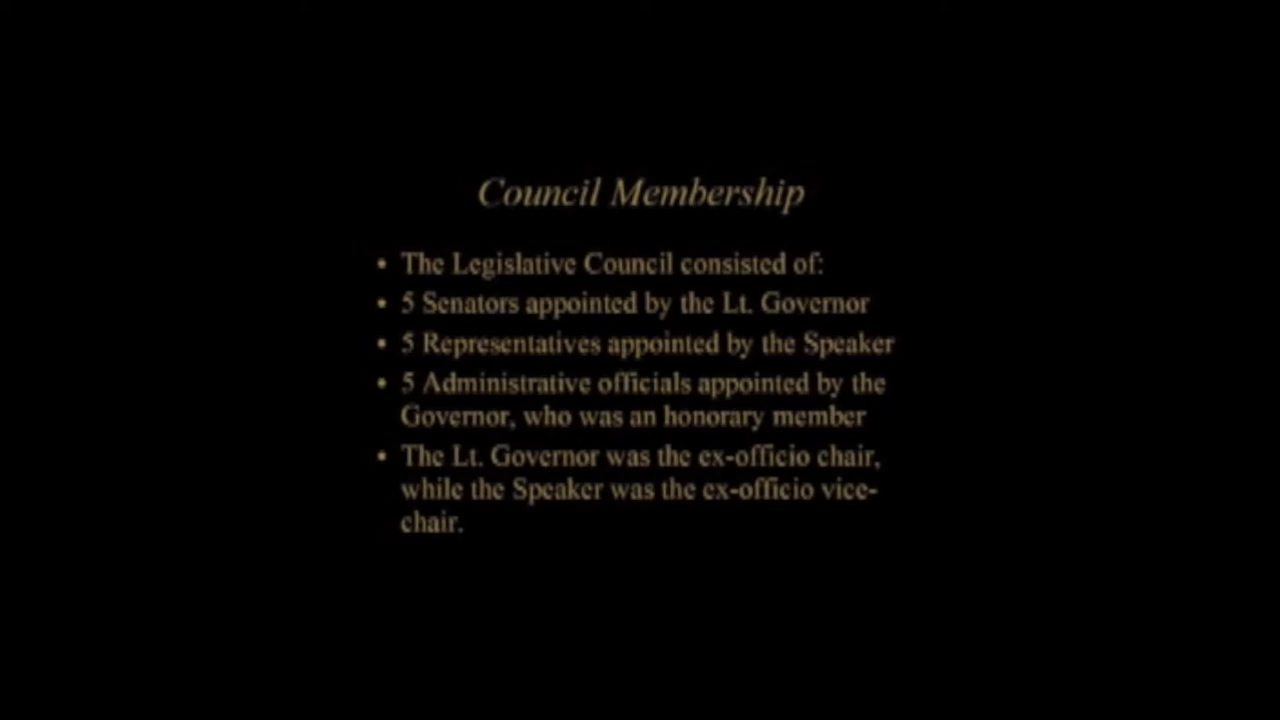 Council Membership
• The Legislative Council consisted of:
• 5 Senators appointed by the Lt. Governor
• 5 Representatives appointed by the Speaker
• 5 Administrative officials appointed by the
Governor, who was an honorary member
• The Lt. Governor was the ex-officio chair,
while the Speaker was the ex-officio vice-
chair.